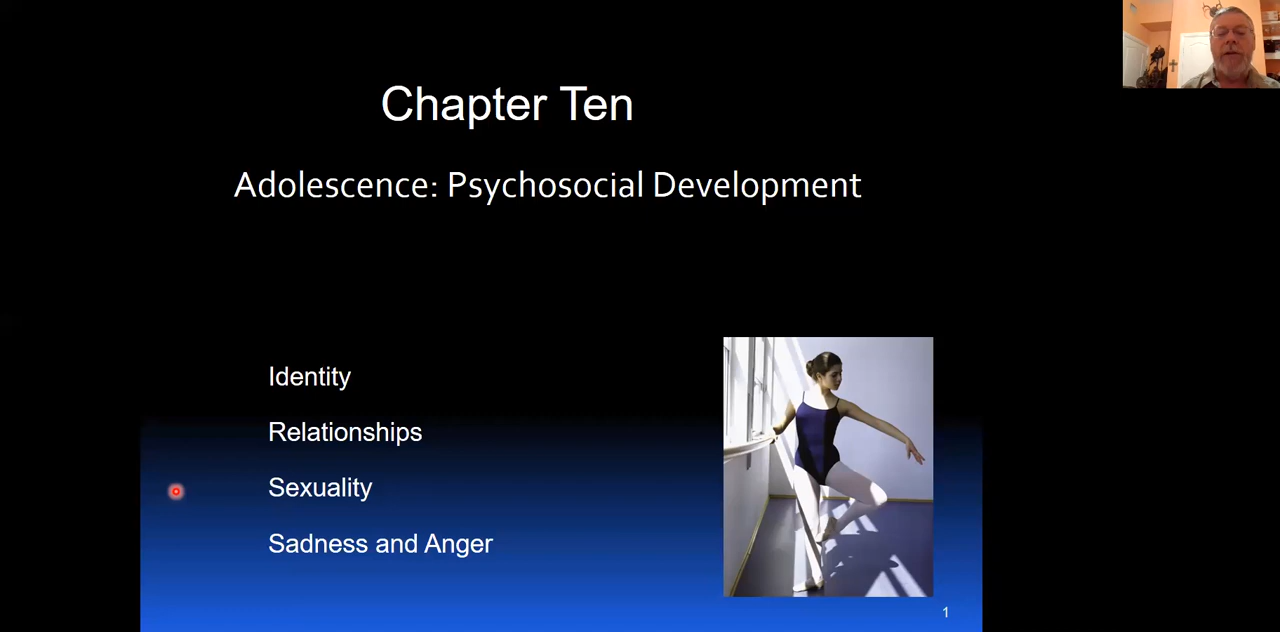 Chapter Ten
Adolescence: Psychosocial Development
Identity
Relationships
Sexuality
Sadness and Anger
1